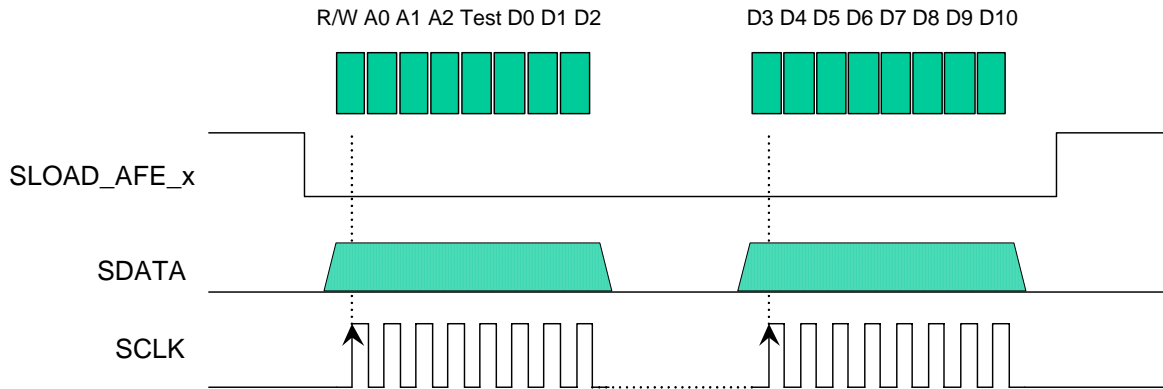 R/W A0 A1 A2 Test D0 D1 D2 D3 D4 D5 D6 D7 D8 D9 D10
SLOAD_AFE_x
SDATA
SCLK